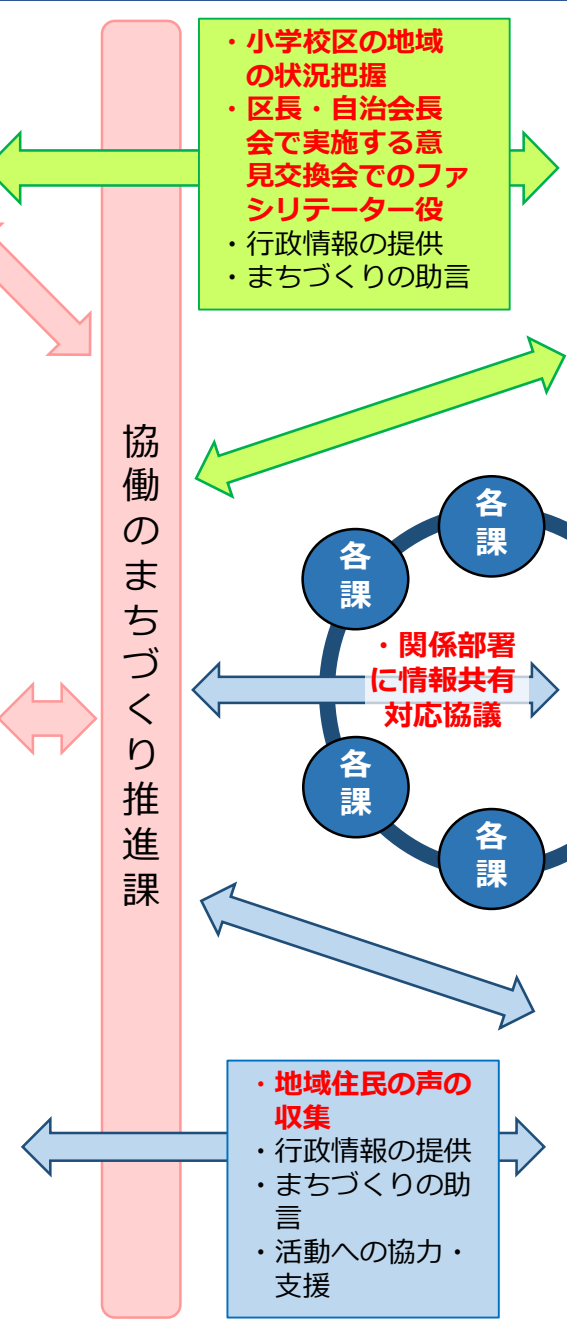 ・小学校区の地域
の状況把握
・区長・自治会長
会で実施する意
見交換会でのファ
シリテーター役
・行政情報の提供
・まちづくりの助言
協働のまちづくり推進課
各
課
各
課
・関係部署
に情報共有
対応協議
各
課
各
課
・地域住民の声の
収集
・行政情報の提供
・まちづくりの助
言
・活動への協力・
支援